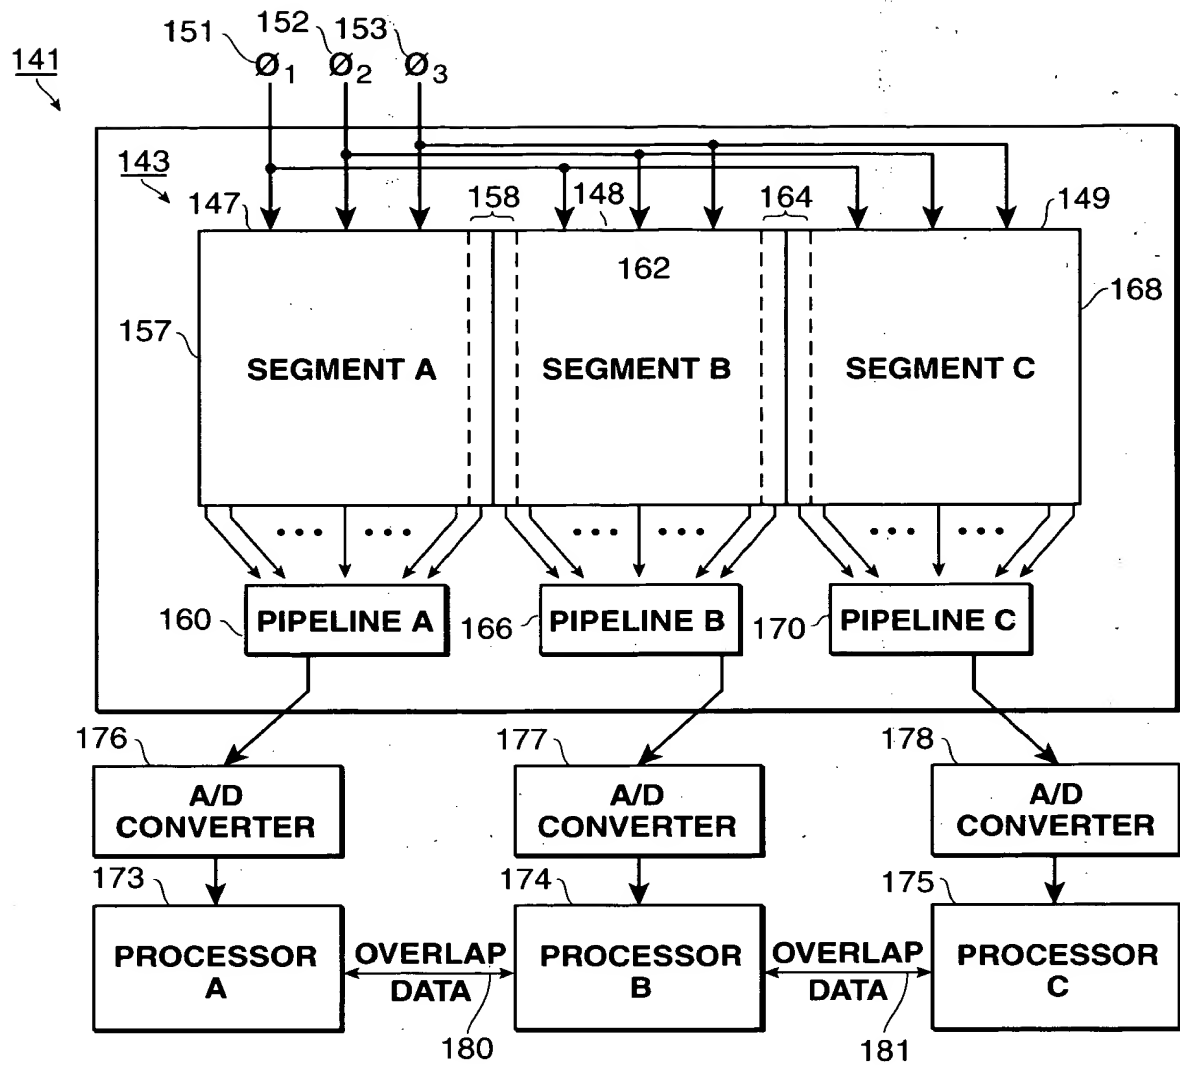 151 152 153
Ø1 Ø2 Ø3
141
143
147 158 148 164 149
162
157 168
SEGMENT A SEGMENT B SEGMENT C
••• ••• ••• ••• ••• •••
160 PIPELINE A 166 PIPELINE B 170 PIPELINE C
176 177 178
A/D
CONVERTER
A/D
CONVERTER
A/D
CONVERTER
173 174 175
PROCESSOR
A
OVERLAP
DATA
PROCESSOR
B
OVERLAP
DATA
PROCESSOR
C
180 181